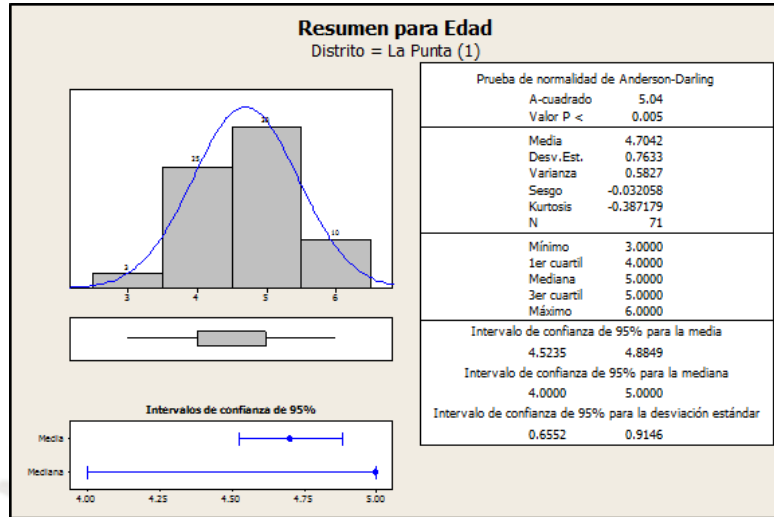 Resumen para Edad
Distrito = La Punta (1)
25
3
10
3 4 5 6
Intervalos de confianza de 95%
Media
Mediana
4.00 4.25 4.50 4.75 5.00
Prueba de normalidad de Anderson-Darling
A-cuadrado 5.04
Valor P < 0.005
Media 4.7042
Desv.Est. 0.7633
Varianza 0.5827
Sesgo -0.032058
Kurtosis -0.387179
N 71
Mínimo 3.0000
1er cuartil 4.0000
Mediana 5.0000
3er cuartil 5.0000
Máximo 6.0000
Intervalo de confianza de 95% para la media
4.5235 4.8849
Intervalo de confianza de 95% para la mediana
4.0000 5.0000
Intervalo de confianza de 95% para la desviación estándar
0.6552 0.9146